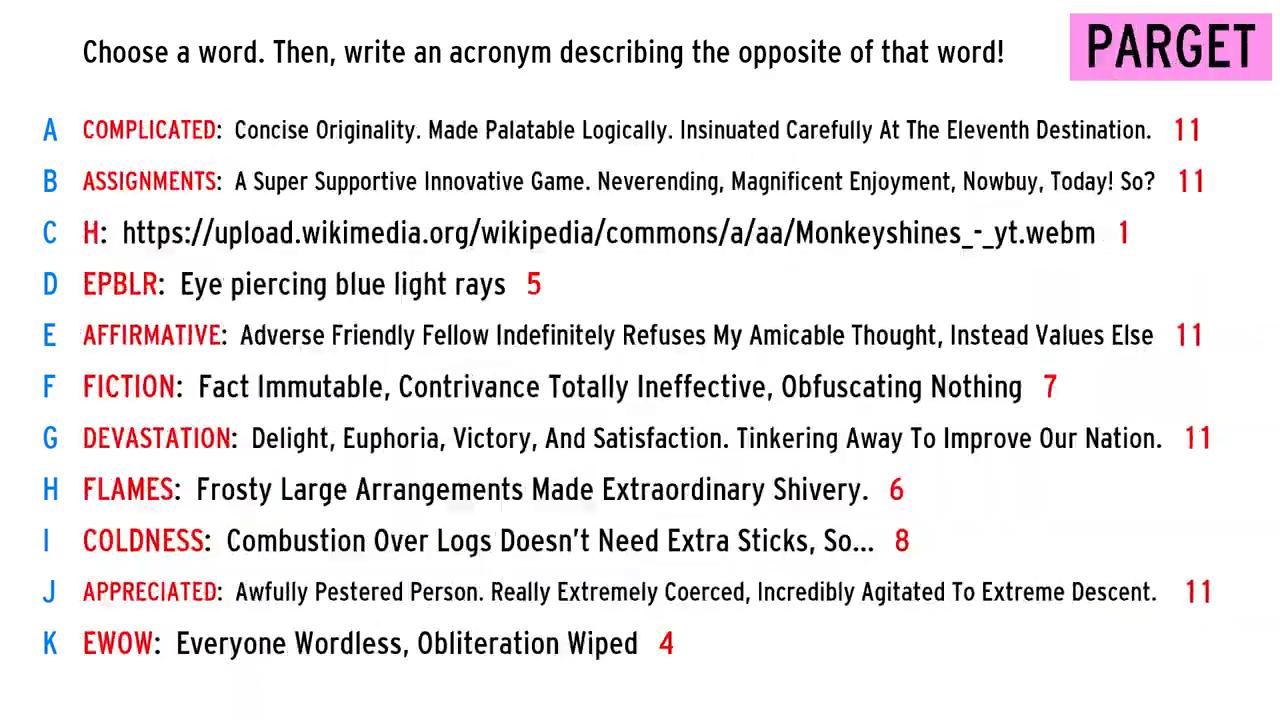 Choose a word. Then, write an acronym describing the opposite of that word!
PARGET
A COMPLICATED: Concise Originality. Made Palatable Logically. Insinuated Carefully At The Eleventh Destination. 11
B ASSIGNMENTS: A Super Supportive Innovative Game. Neverending, Magnificent Enjoyment, Nowbuy, Today! So? 11
C H: https://upload.wikimedia.org/wikipedia/commons/a/aa/Monkeyshines_-_yt.webm 1
D EPBLR: Eye piercing blue light rays 5
E AFFIRMATIVE: Adverse Friendly Fellow Indefinitely Refuses My Amicable Thought, Instead Values Else 11
F FICTION: Fact Immutable, Contrivance Totally Ineffective, Obfuscating Nothing 7
G DEVASTATION: Delight, Euphoria, Victory, And Satisfaction. Tinkering Away To Improve Our Nation. 11
H FLAMES: Frosty Large Arrangements Made Extraordinary Shivery. 6
I COLDNESS: Combustion Over Logs Doesn't Need Extra Sticks, So... 8
J APPRECIATED: Awfully Pestered Person. Really Extremely Coerced, Incredibly Agitated To Extreme Descent. 11
K EWOW: Everyone Wordless, Obliteration Wiped 4